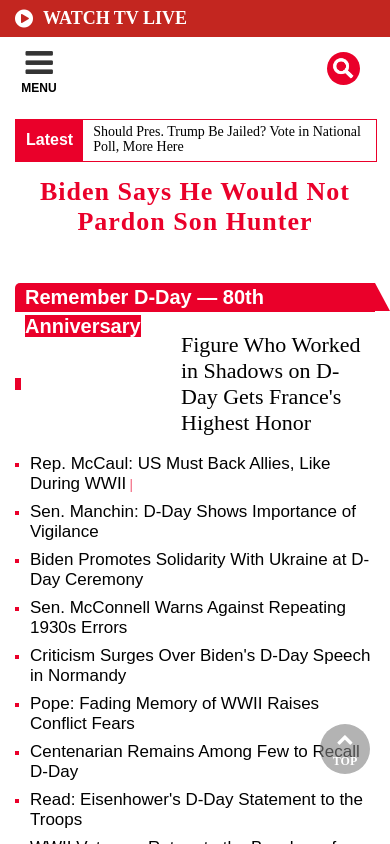 WATCH TV LIVE
MENU
Latest
Should Pres. Trump Be Jailed? Vote in National
Poll, More Here
Biden Says He Would Not
Pardon Son Hunter
Remember D-Day — 80th
Anniversary
Figure Who Worked
in Shadows on D-
Day Gets France's
Highest Honor
Rep. McCaul: US Must Back Allies, Like
During WWII |
Sen. Manchin: D-Day Shows Importance of
Vigilance
Biden Promotes Solidarity With Ukraine at D-
Day Ceremony
Sen. McConnell Warns Against Repeating
1930s Errors
Criticism Surges Over Biden's D-Day Speech
in Normandy
Pope: Fading Memory of WWII Raises
Conflict Fears
Centenarian Remains Among Few to Recall
D-Day
TOP
Read: Eisenhower's D-Day Statement to the
Troops